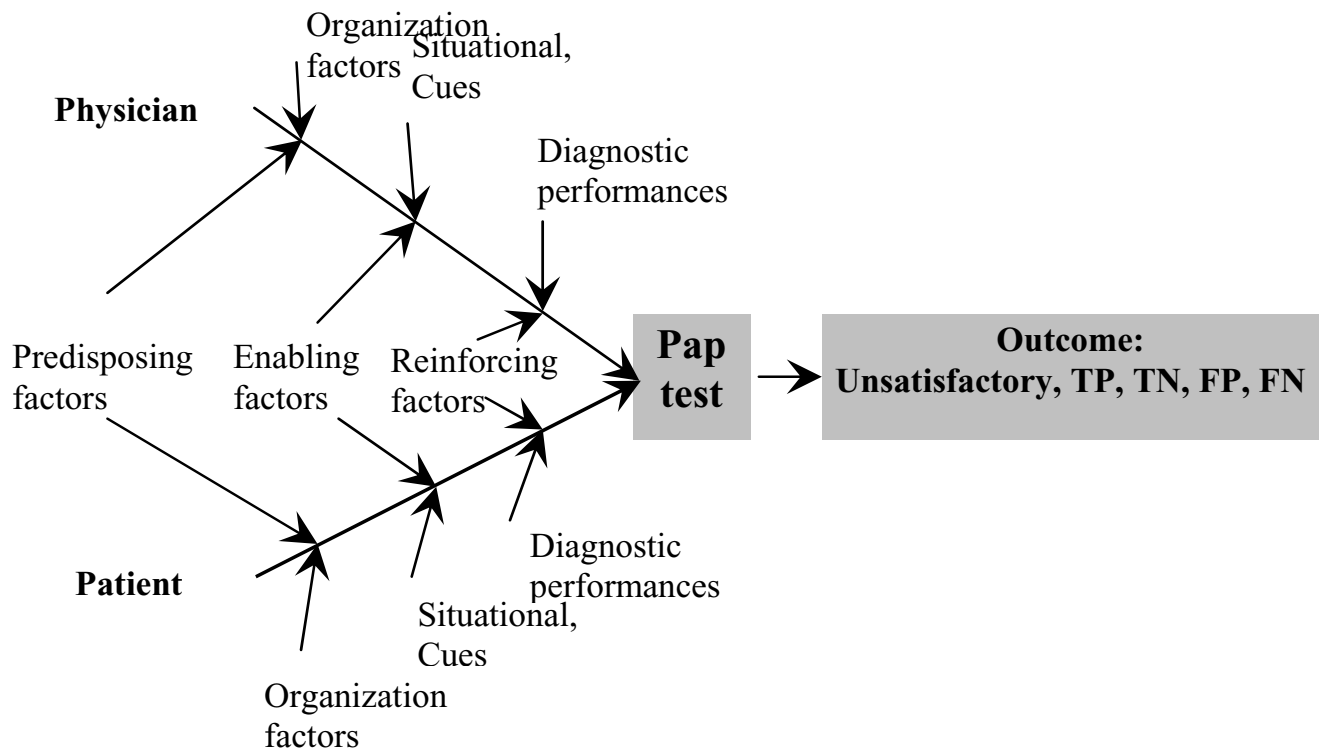 Organization
factors
Situational,
Cues
Physician
Diagnostic
performances
Predisposing
factors
Enabling
factors
Reinforcing
factors
Pap
test
Outcome:
Unsatisfactory, TP, TN, FP, FN
Patient
Diagnostic
performances
Situational,
Cues
Organization
factors